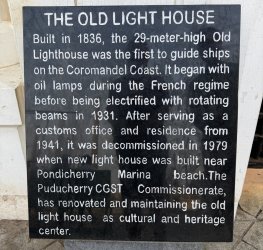 THE OLD LIGHT HOUSE
Built in 1836, the 29-meter-high Old
Lighthouse was the first to guide ships
on the Coromandel Coast. It began with
oil lamps during the French regime
before being electrified with rotating
beams in 1931. After serving as a
customs office and residence from
1941, it was decommissioned in 1979
when new light house was built near
Pondicherry Marina beach.The
Puducherry CGST Commissionerate,
has renovated and maintaining the old
light house as cultural and heritage
center.